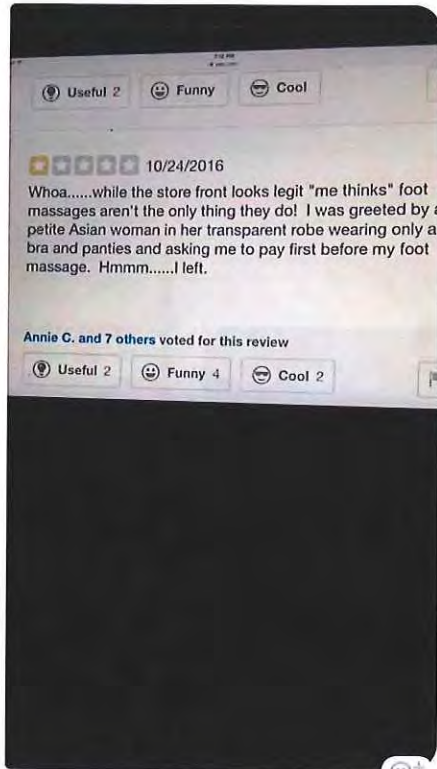 Useful 2 Funny Cool
10/24/2016
Whoa......while the store front looks legit "me thinks" foot
massages aren't the only thing they do! I was greeted by a
petite Asian woman in her transparent robe wearing only a
bra and panties and asking me to pay first before my foot
massage. Hmmm......I left.
Annie C. and 7 others voted for this review
Useful 2 Funny 4 Cool 2